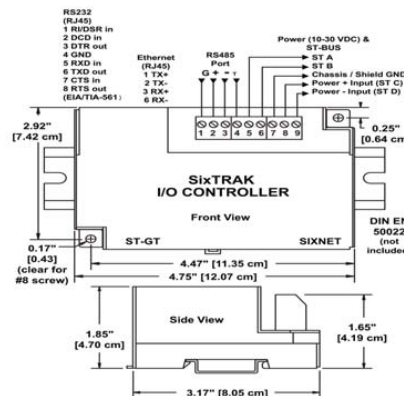 RS232
(RJ45)
1 RI/DSR in
2 DCD in
3 DTR out
4 GND
5 RXD in
6 TXD out
7 CTS in
8 RTS out
(EIA/TIA-561)
Ethernet
(RJ45)
1 TX+
2 TX-
3 RX+
6 RX-
RS485
Port
G + - T
Power (10-30 VDC) &
ST-BUS
ST A
ST B
Chassis / Shield GND
Power + Input (ST C)
Power - Input (ST D)
1 2 3 4 5 6 7 8 9
2.92"
[7.42 cm]
0.25"
[0.64 cm
SixTRAK
I/O CONTROLLER
Front View
ST-GT
SIXNET
DIN EN
50022
(not
included
0.17"
[0.43]
(clear for
#8 screw)
4.47" [11.35 cm]
4.75" [12.07 cm]
Side View
1.85"
[4.70 cm]
1.65"
[4.19 cm]
3.17" [8.05 cm]